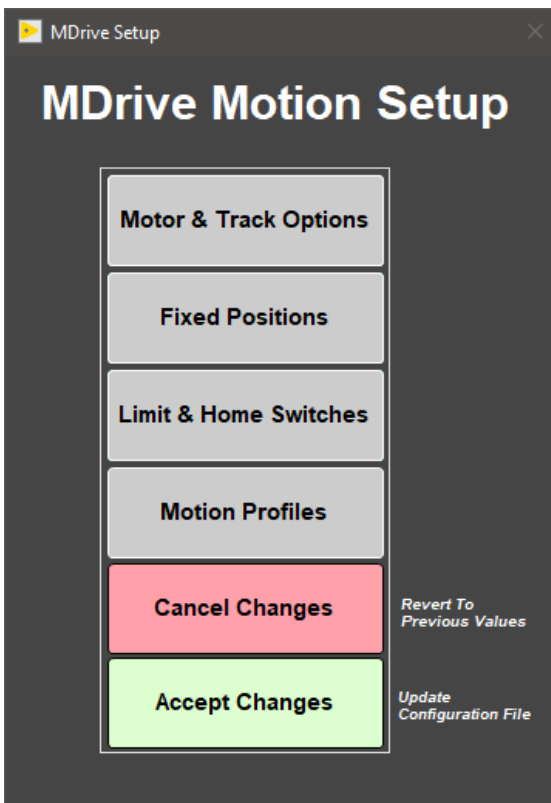 MDrive Setup
MDrive Motion Setup
Motor & Track Options
Fixed Positions
Limit & Home Switches
Motion Profiles
Cancel Changes
Revert To
Previous Values
Accept Changes
Update
Configuration File